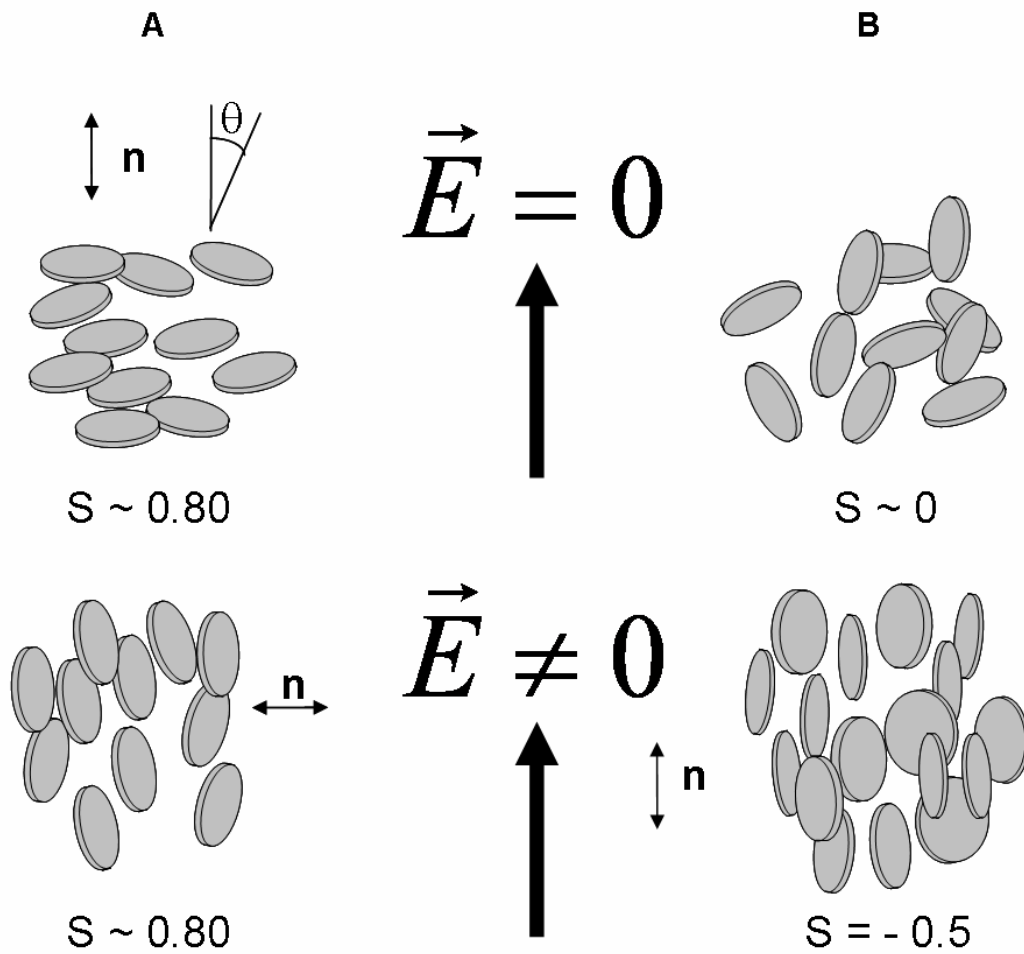 A
B
θ
n
E⃗ = 0
S ~ 0.80
S ~ 0
E⃗ ≠ 0
n
n
S ~ 0.80
S = - 0.5